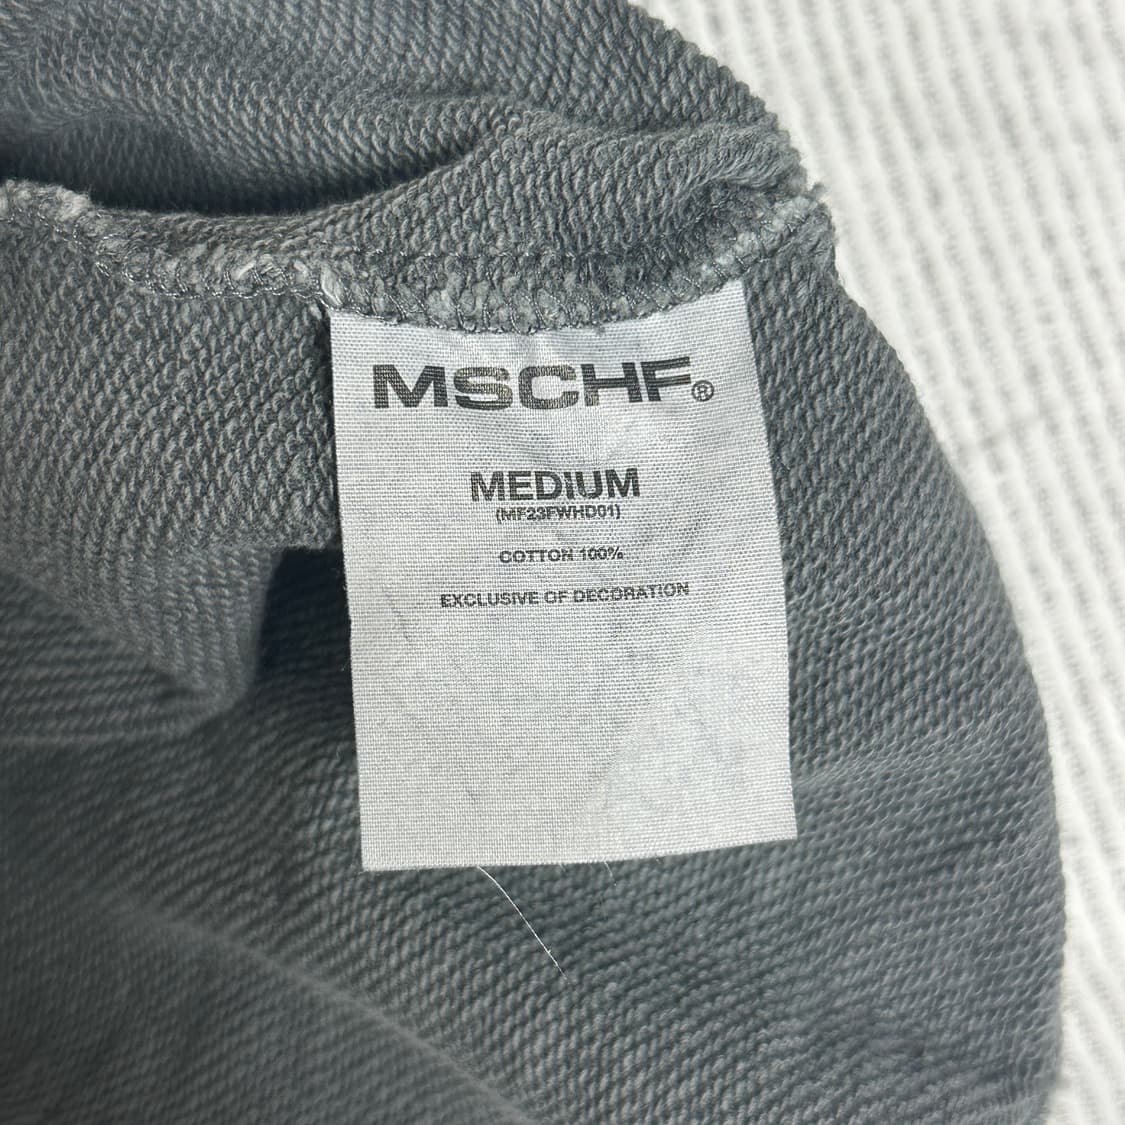 MSCHF®
MEDIUM
(MF23FWHD01)
COTTON 100%
EXCLUSIVE OF DECORATION